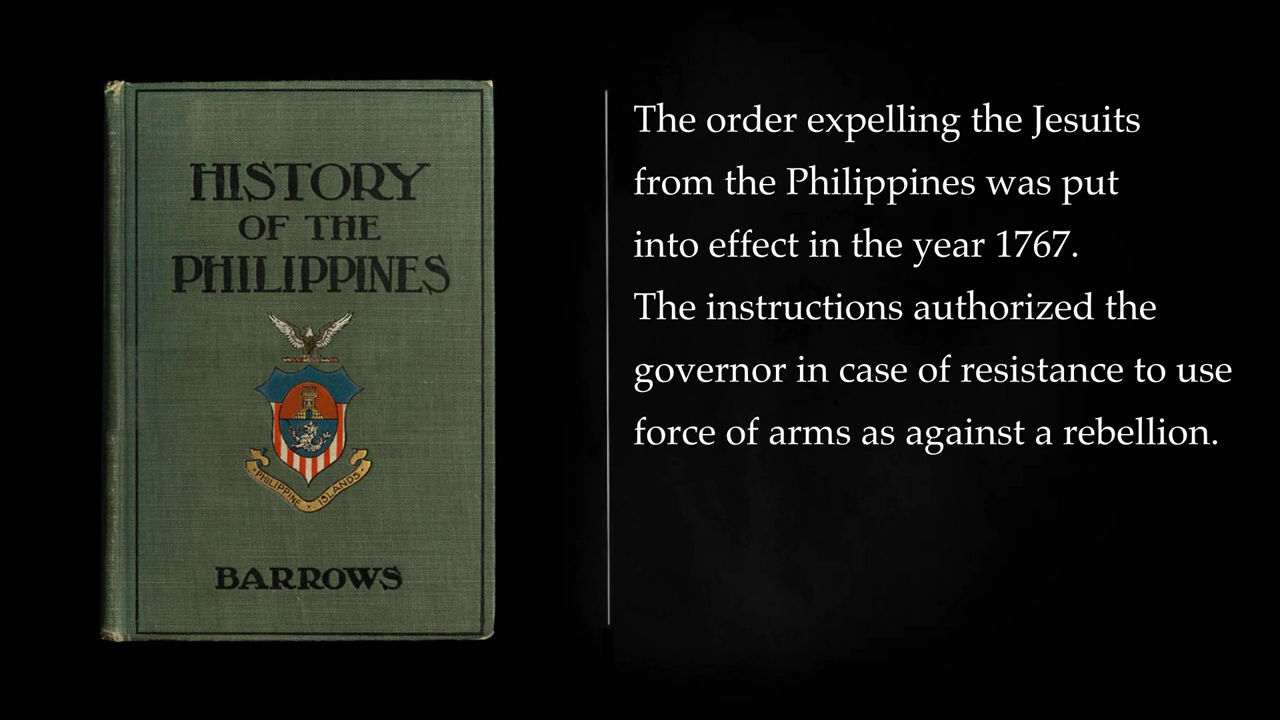 HISTORY
OF THE
PHILIPPINES
PHILIPPINE ISLANDS
BARROWS
The order expelling the Jesuits
from the Philippines was put
into effect in the year 1767.
The instructions authorized the
governor in case of resistance to use
force of arms as against a rebellion.